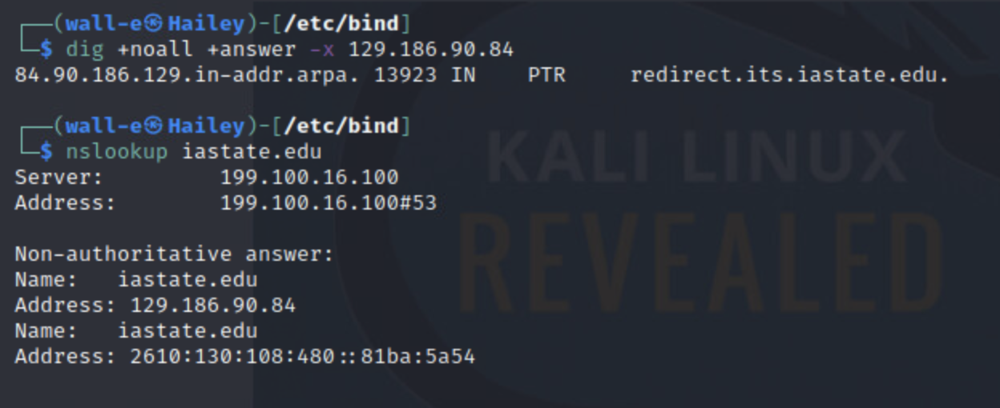 ┌──(wall-e㉿Hailey)-[/etc/bind]
└─$ dig +noall +answer -x 129.186.90.84
84.90.186.129.in-addr.arpa. 13923 IN    PTR     redirect.its.iastate.edu.

┌──(wall-e㉿Hailey)-[/etc/bind]
└─$ nslookup iastate.edu
Server:         199.100.16.100
Address:        199.100.16.100#53

Non-authoritative answer:
Name:   iastate.edu
Address: 129.186.90.84
Name:   iastate.edu
Address: 2610:130:108:480::81ba:5a54
KALI LINUX
REVEALED